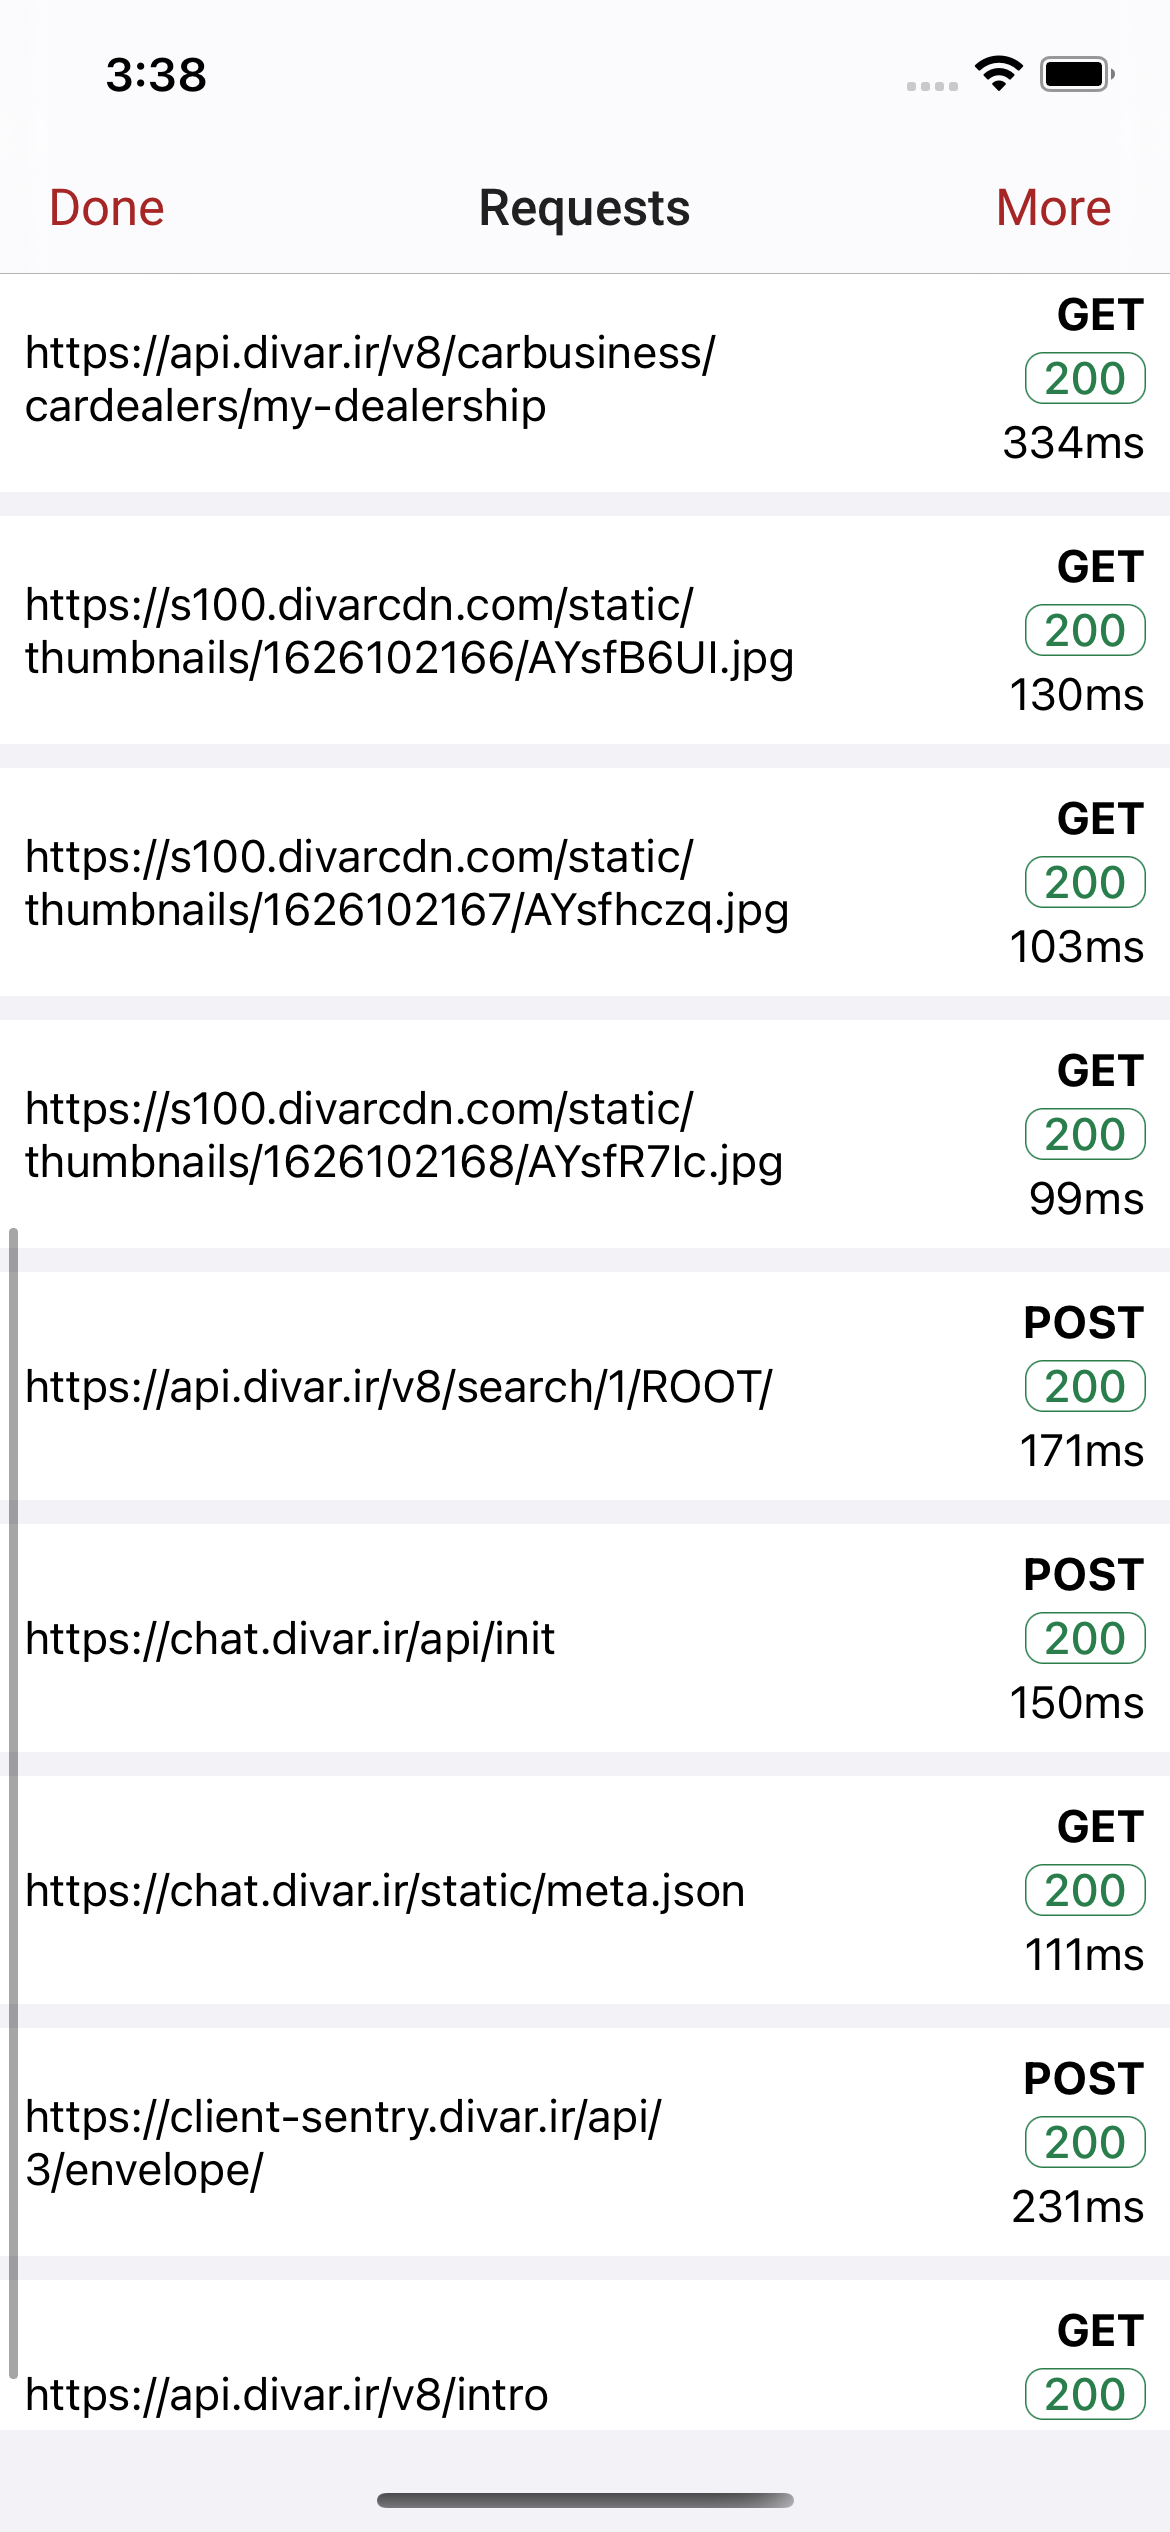 3:38
Done Requests More
GET
https://api.divar.ir/v8/carbusiness/
cardealers/my-dealership
200
334ms
GET
https://s100.divarcdn.com/static/
thumbnails/1626102166/AYsfB6UI.jpg
200
130ms
GET
https://s100.divarcdn.com/static/
thumbnails/1626102167/AYsfhczq.jpg
200
103ms
GET
https://s100.divarcdn.com/static/
thumbnails/1626102168/AYsfR7Ic.jpg
200
99ms
POST
https://api.divar.ir/v8/search/1/ROOT/
200
171ms
POST
https://chat.divar.ir/api/init
200
150ms
GET
https://chat.divar.ir/static/meta.json
200
111ms
POST
https://client-sentry.divar.ir/api/
3/envelope/
200
231ms
GET
https://api.divar.ir/v8/intro
200